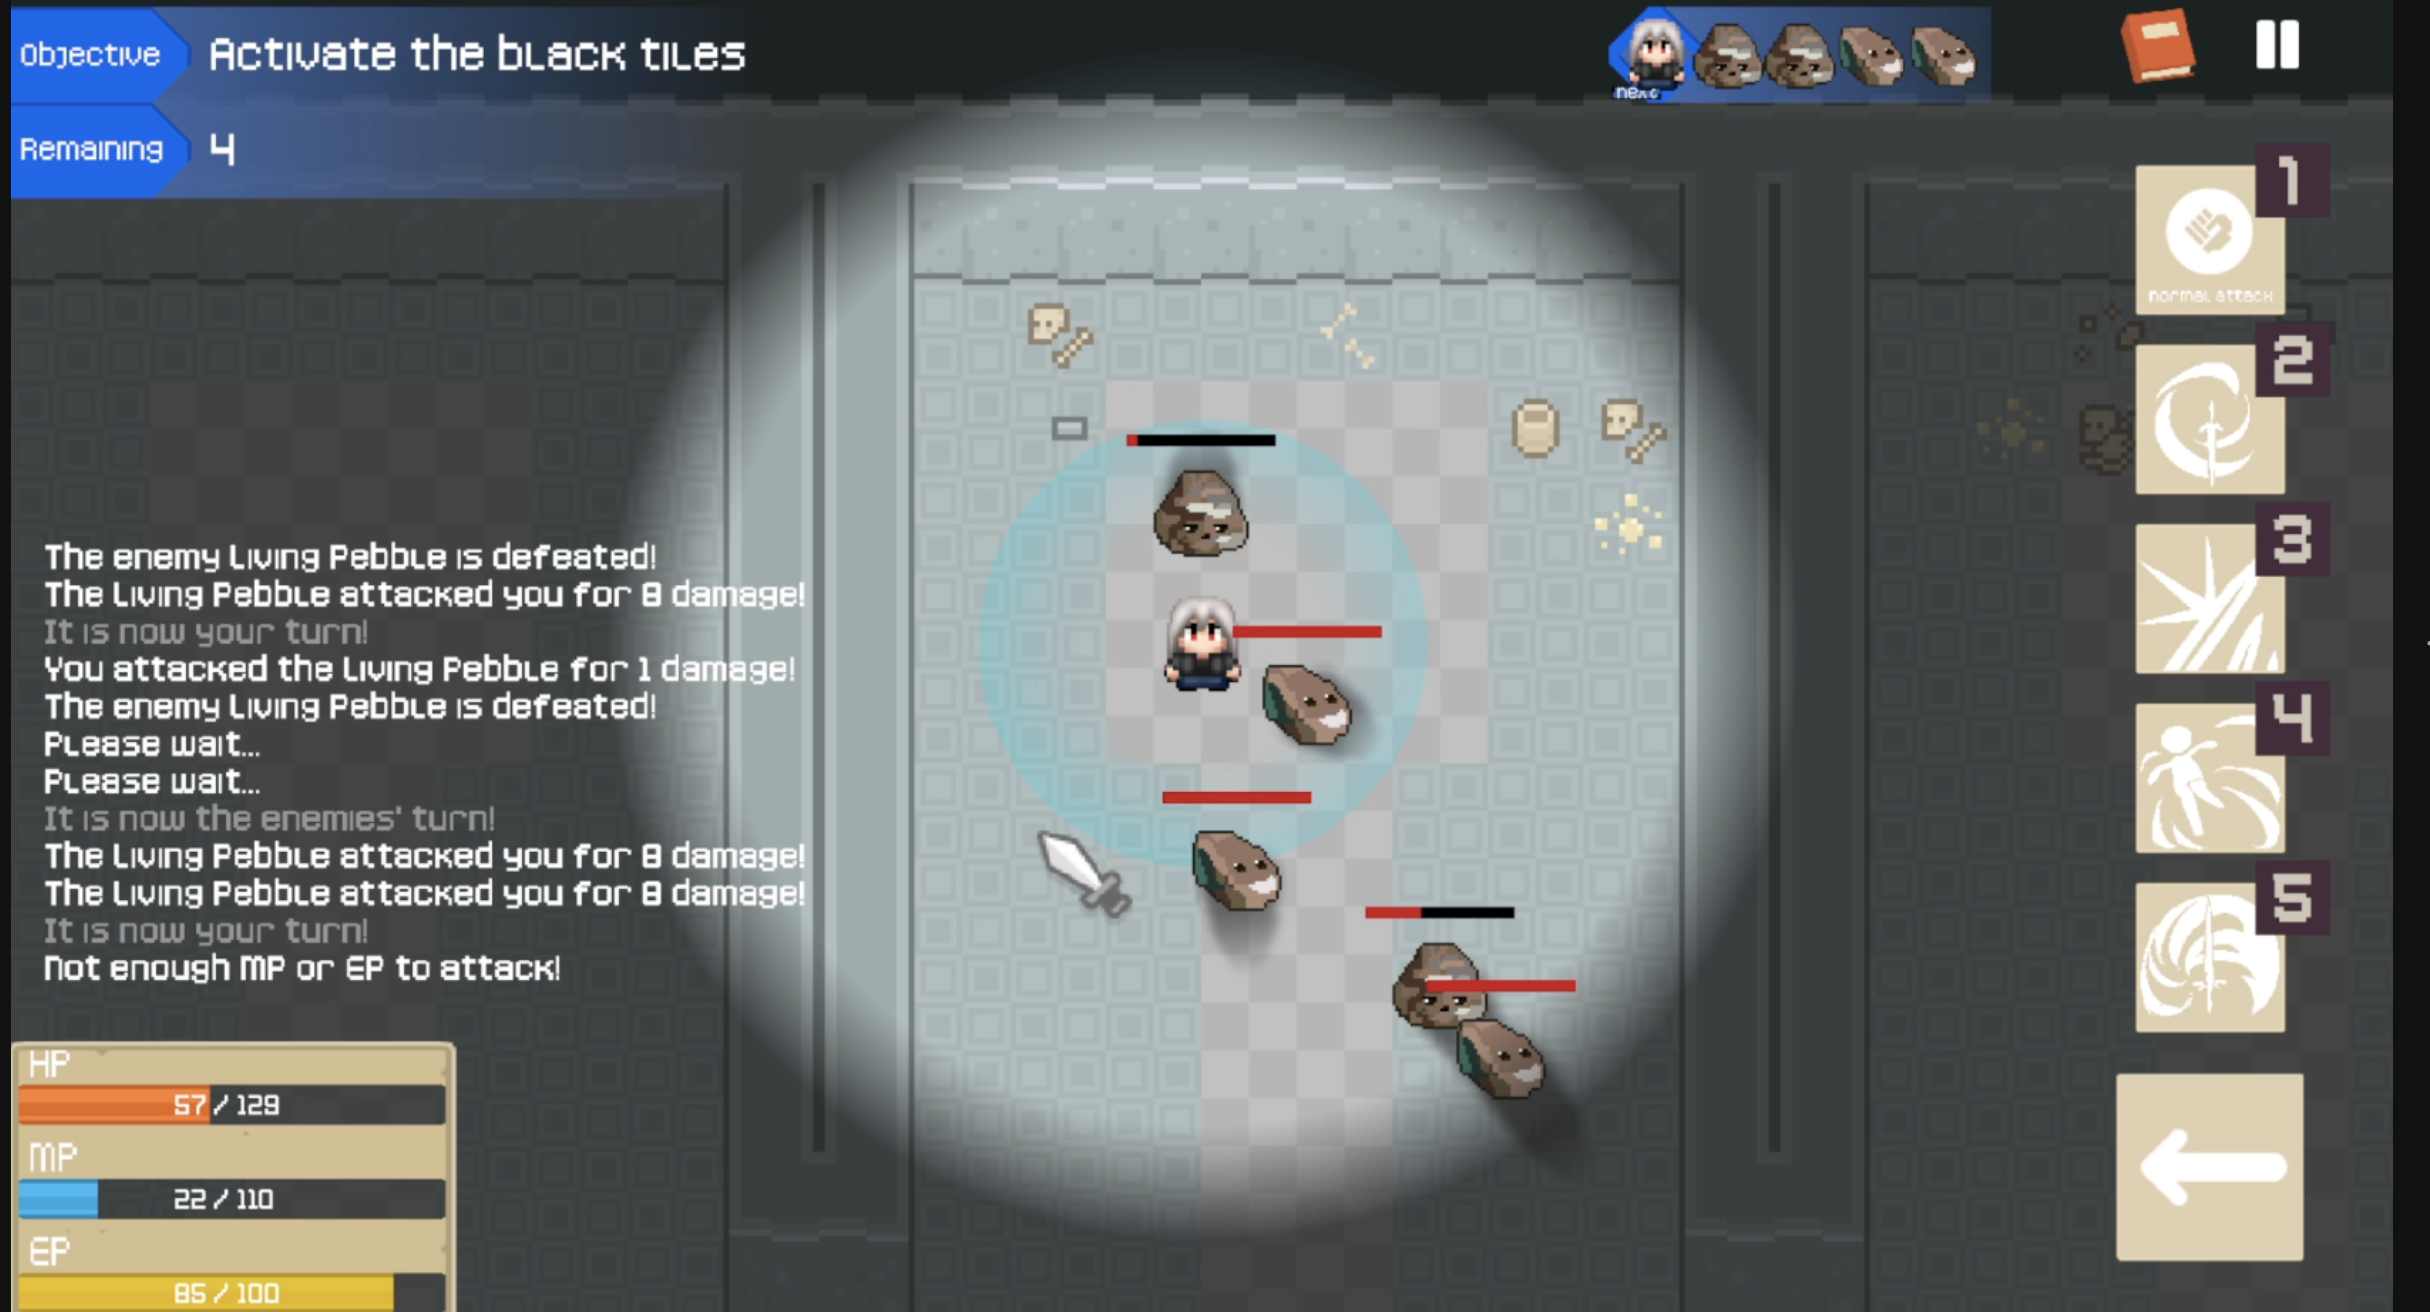 Objective
Activate the black tiles
next
Remaining
4
1
normal attack
2
3
4
5
The enemy Living Pebble is defeated!
The Living Pebble attacked you for 8 damage!
It is now your turn!
You attacked the Living Pebble for 1 damage!
The enemy Living Pebble is defeated!
Please wait...
Please wait...
It is now the enemies' turn!
The Living Pebble attacked you for 8 damage!
The Living Pebble attacked you for 8 damage!
It is now your turn!
Not enough MP or EP to attack!
HP
57 / 129
MP
22 / 110
EP
85 / 100